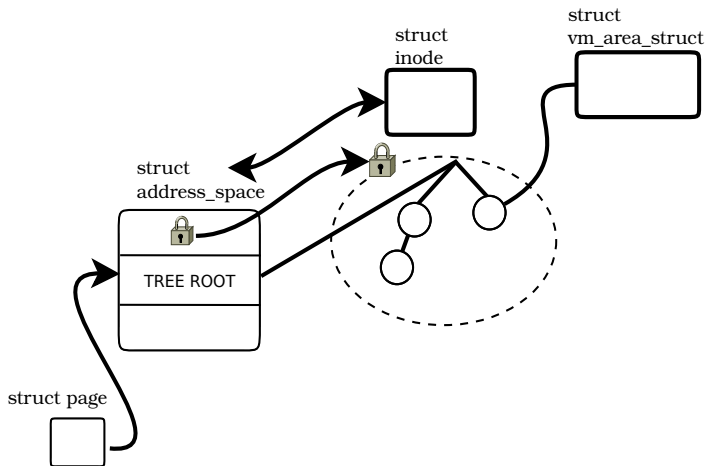 struct
vm_area_struct
struct
inode
struct
address_space
TREE ROOT
struct page